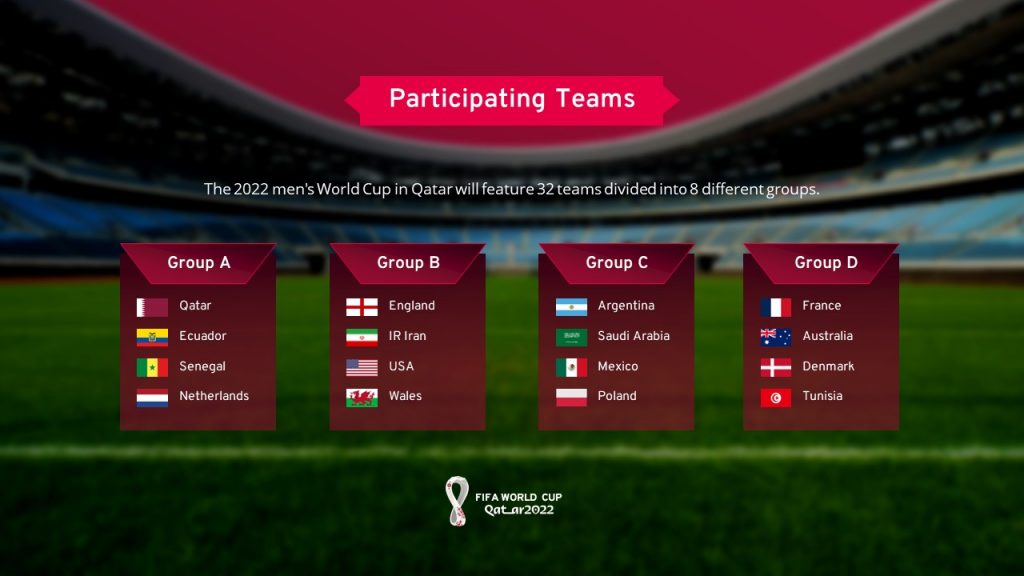 Participating Teams
The 2022 men's World Cup in Qatar will feature 32 teams divided into 8 different groups.
Group A
Qatar
Ecuador
Senegal
Netherlands
Group B
England
IR Iran
USA
Wales
Group C
Argentina
Saudi Arabia
Mexico
Poland
Group D
France
Australia
Denmark
Tunisia
FIFA WORLD CUP
Qatar2022